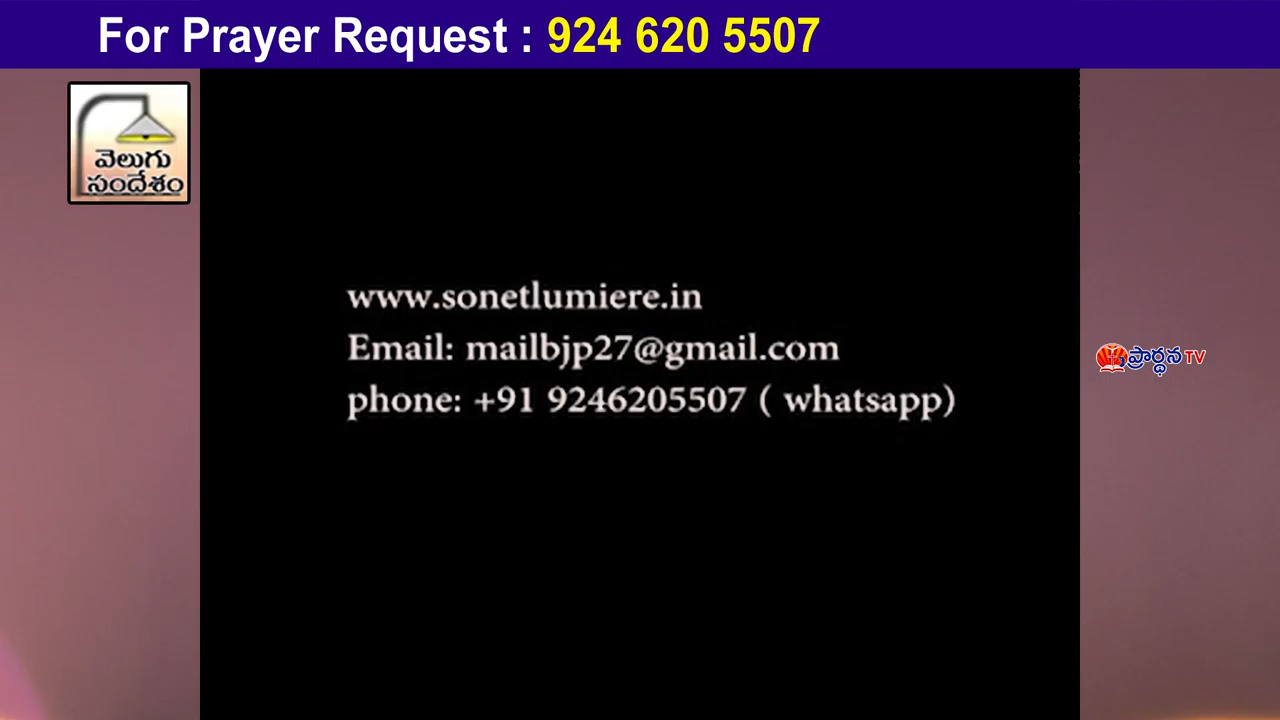 For Prayer Request : 924 620 5507
వెలుగు
సందేశం
www.sonetlumiere.in
Email: mailbjp27@gmail.com
phone: +91 9246205507 ( whatsapp)
ప్రార్థన TV